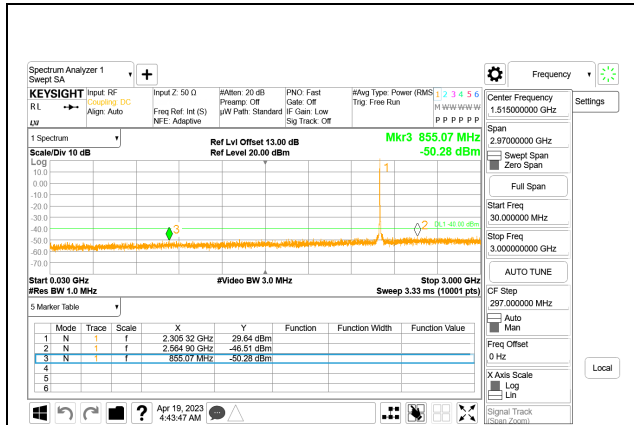 Spectrum Analyzer 1
Swept SA
Frequency
KEYSIGHT Input: RF Input Z: 50 Ω #Atten: 20 dB PNO: Fast #Avg Type: Power (RMS 1 2 3 4 5 6
RL Coupling: DC Preamp: Off Gate: Off Trig: Free Run
Align: Auto Freq Ref: Int (S) µW Path: Standard IF Gain: Low M W W W W W
NFE: Adaptive Sig Track: Off P P P P P P
LXI
1 Spectrum
Ref Lvl Offset 13.00 dB Mkr3 855.07 MHz
Scale/Div 10 dB Ref Level 20.00 dBm -50.28 dBm
Log
10.0
0.00
-10.0
-20.0
-30.0
-40.0
-50.0
-60.0
-70.0
1
2
3
DL1 -40.00 dBm
Start 0.030 GHz #Video BW 3.0 MHz Stop 3.000 GHz
#Res BW 1.0 MHz Sweep 3.33 ms (10001 pts)
5 Marker Table
Mode Trace Scale X Y Function Function Width Function Value
1 N 1 f 2.305 32 GHz 29.64 dBm
2 N 1 f 2.564 90 GHz -46.51 dBm
3 N 1 f 855.07 MHz -50.28 dBm
4
5
6
Apr 19, 2023
4:43:47 AM
Center Frequency
1.515000000 GHz
Settings
Span
2.97000000 GHz
Swept Span
Zero Span
Full Span
Start Freq
30.000000 MHz
Stop Freq
3.000000000 GHz
AUTO TUNE
CF Step
297.000000 MHz
Auto
Man
Freq Offset
0 Hz
X Axis Scale
Log
Lin
Local
Signal Track
(Span Zoom)